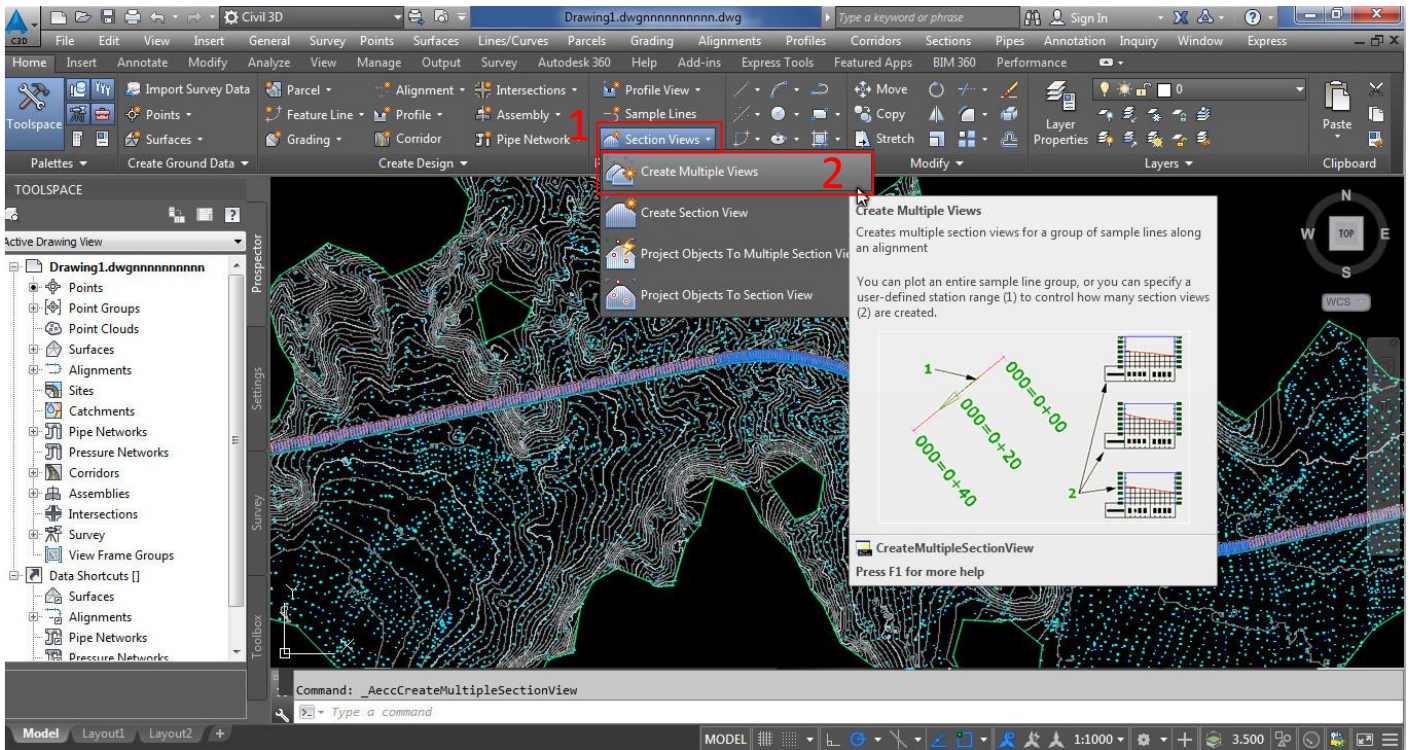 Civil 3D
Drawing1.dwgnnnnnnnnnn.dwg
Type a keyword or phrase
Sign In
C3D
File Edit View Insert General Survey Points Surfaces Lines/Curves Parcels Grading Alignments Profiles Corridors Sections Pipes Annotation Inquiry Window Express
Home Insert Annotate Modify Analyze View Manage Output Survey Autodesk 360 Help Add-ins Express Tools Featured Apps BIM 360 Performance
Import Survey Data Parcel Alignment Intersections Profile View Move 0
Toolspace Points Feature Line Profile Assembly 1 Sample Lines Copy Layer Properties Paste
Surfaces Grading Corridor Pipe Network Section Views Stretch
Palettes Create Ground Data Create Design Modify Layers Clipboard
Create Multiple Views 2
Create Section View
Project Objects To Multiple Section Vie
Project Objects To Section View
Create Multiple Views
Creates multiple section views for a group of sample lines along
an alignment
You can plot an entire sample line group, or you can specify a
user-defined station range (1) to control how many section views
(2) are created.
1
000=0+00
000=0+20
000=0+40
2
CreateMultipleSectionView
Press F1 for more help
N
W TOP E
S
WCS
TOOLSPACE
Active Drawing View
Drawing1.dwgnnnnnnnnnn
Points
Point Groups
Point Clouds
Surfaces
Alignments
Sites
Catchments
Pipe Networks
Pressure Networks
Corridors
Assemblies
Intersections
Survey
View Frame Groups
Data Shortcuts []
Surfaces
Alignments
Pipe Networks
Pressure Networks
Prospector
Settings
Survey
Toolbox
Y
X
Command: _AeccCreateMultipleSectionView
Type a command
Model Layout1 Layout2 +
MODEL 1:1000 3.500